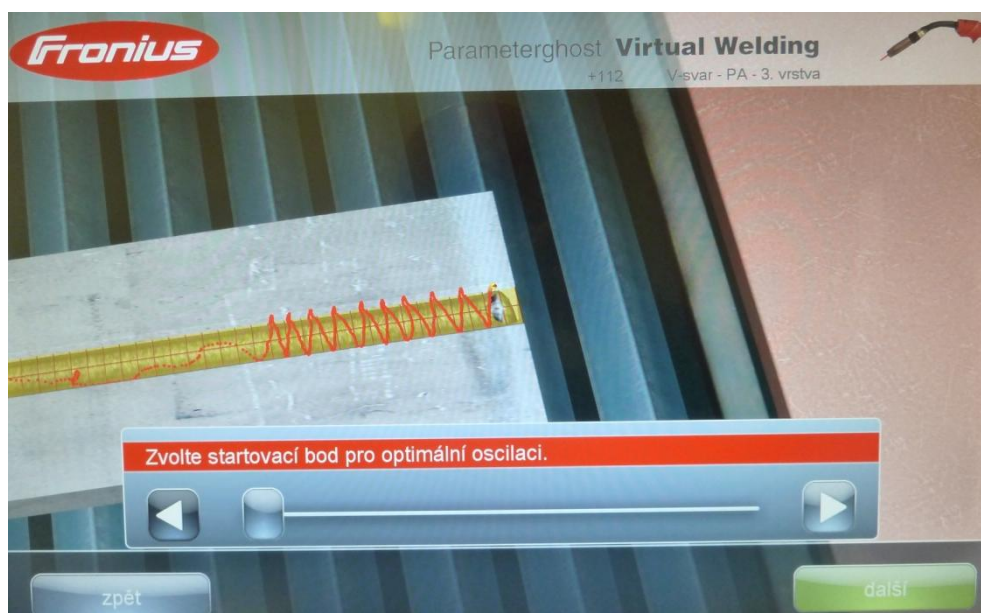 Fronius
Parameterghost Virtual Welding
+112 V-svar - PA - 3. vrstva
Zvolte startovací bod pro optimální oscilaci.
zpět
další